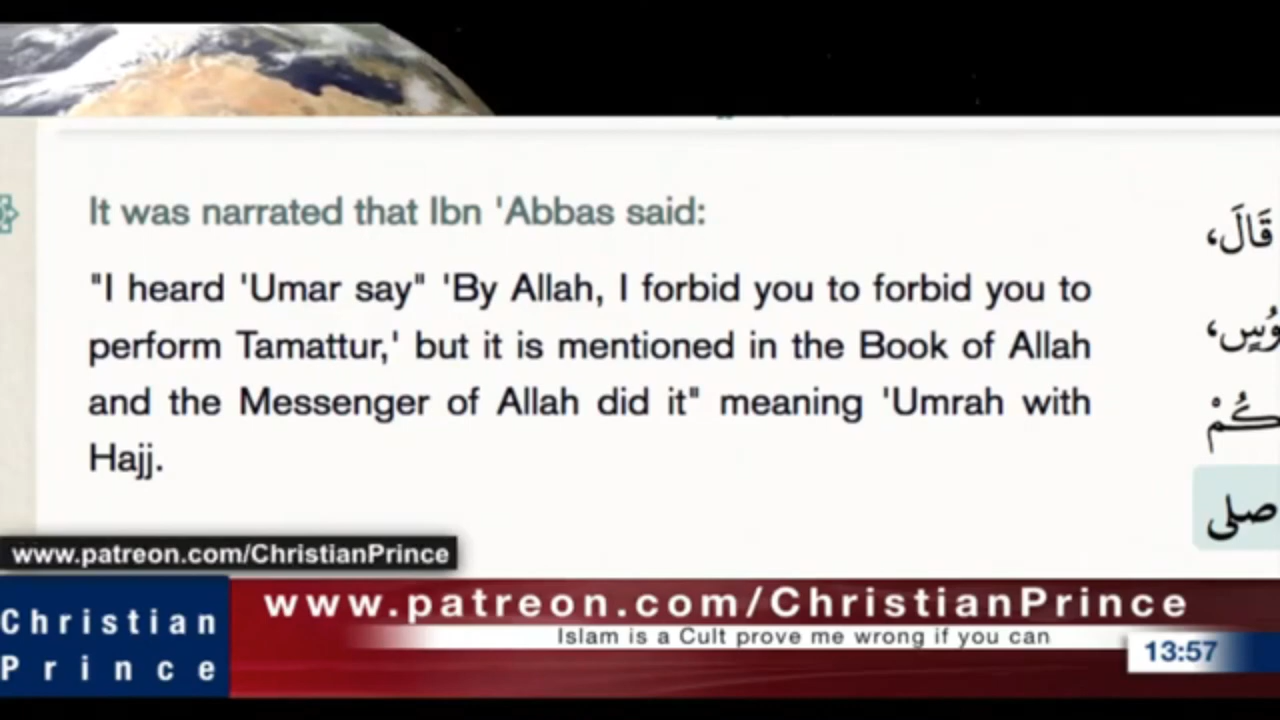 It was narrated that Ibn 'Abbas said:
"I heard 'Umar say" 'By Allah, I forbid you to forbid you to
perform Tamattur,' but it is mentioned in the Book of Allah
and the Messenger of Allah did it" meaning 'Umrah with
Hajj.
قَالَ،
كُمْ
صلى
www.patreon.com/ChristianPrince
Christian
Prince
www.patreon.com/ChristianPrince
Islam is a Cult prove me wrong if you can
13:57